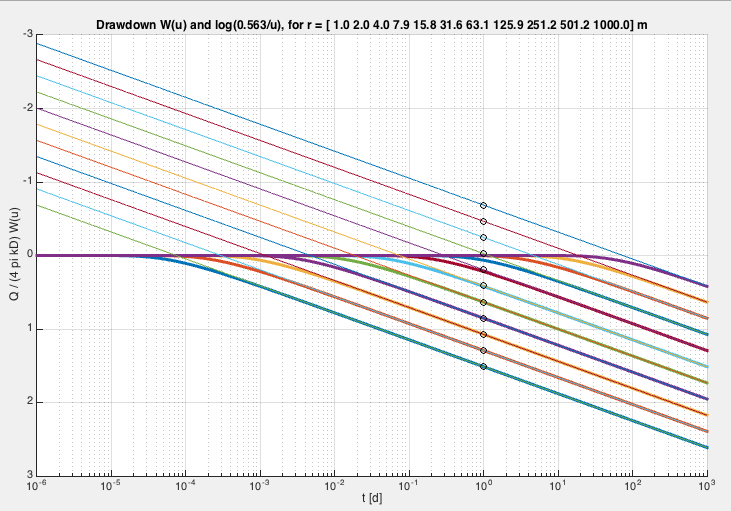 Drawdown W(u) and log(0.563/u), for r = [ 1.0 2.0 4.0 7.9 15.8 31.6 63.1 125.9 251.2 501.2 1000.0] m
-3
-2
-1
0
1
2
3
Q / (4 pi kD) W(u)
10⁻⁶ 10⁻⁵ 10⁻⁴ 10⁻³ 10⁻² 10⁻¹ 10⁰ 10¹ 10² 10³
t [d]